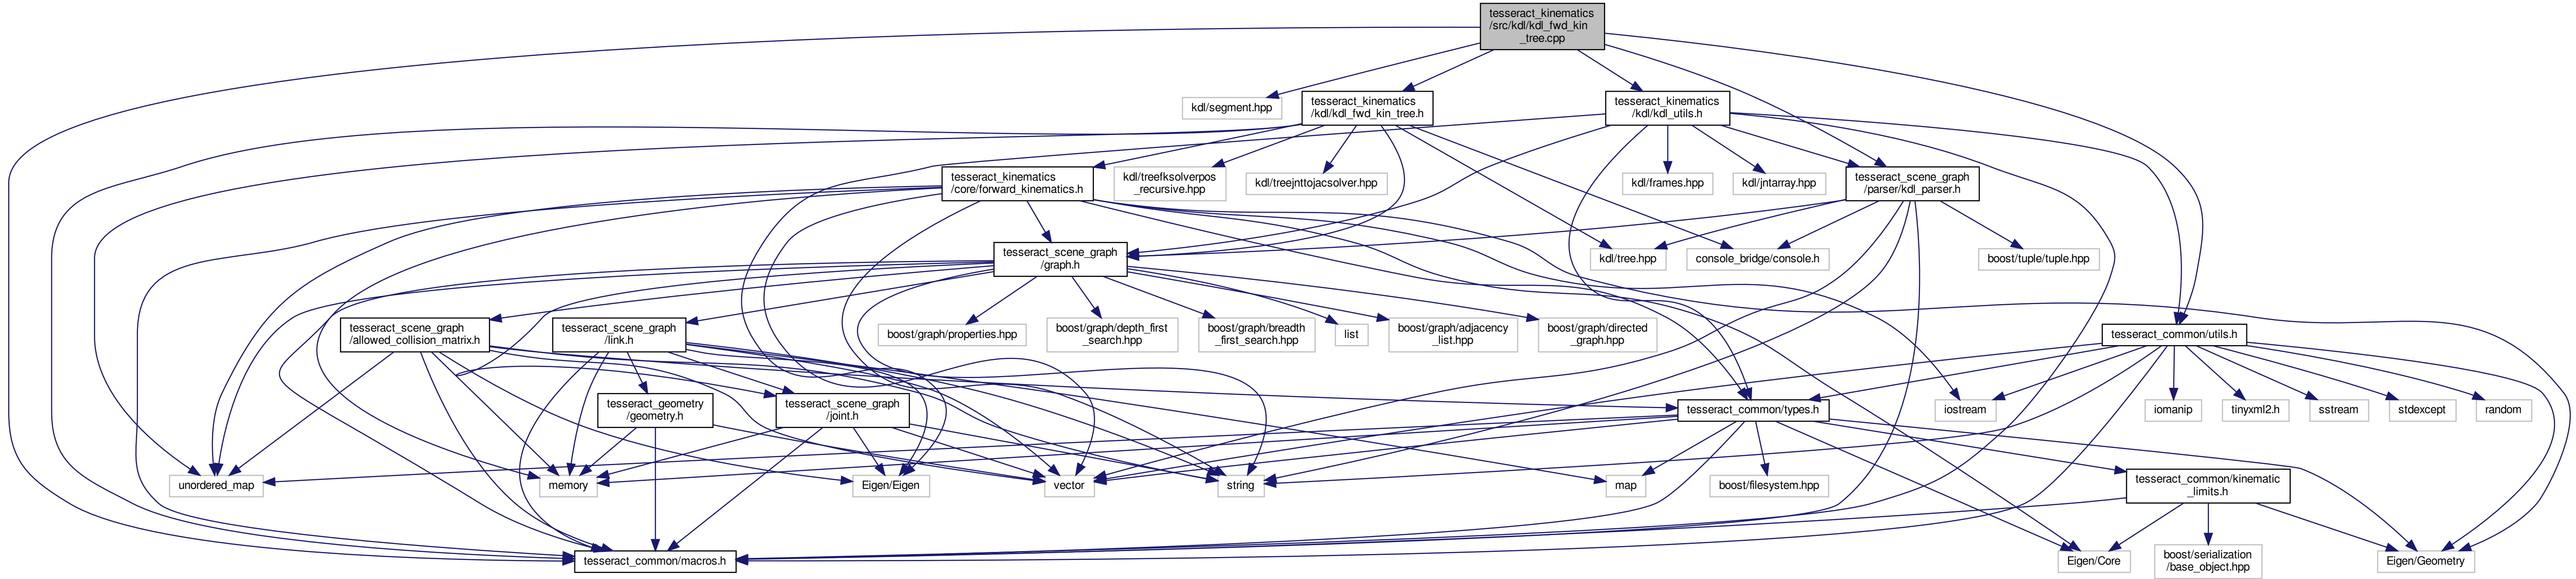 tesseract_kinematics
/src/kdl/kdl_fwd_kin
_tree.cpp
kdl/segment.hpp
tesseract_kinematics
/kdl/kdl_fwd_kin_tree.h
tesseract_kinematics
/kdl/kdl_utils.h
tesseract_kinematics
/core/forward_kinematics.h
kdl/treefksolverpos
_recursive.hpp
kdl/treejnttojacsolver.hpp
kdl/frames.hpp
kdl/jntarray.hpp
tesseract_scene_graph
/parser/kdl_parser.h
tesseract_scene_graph
/graph.h
kdl/tree.hpp
console_bridge/console.h
boost/tuple/tuple.hpp
tesseract_scene_graph
/allowed_collision_matrix.h
tesseract_scene_graph
/link.h
boost/graph/properties.hpp
boost/graph/depth_first
_search.hpp
boost/graph/breadth
_first_search.hpp
list
boost/graph/adjacency
_list.hpp
boost/graph/directed
_graph.hpp
tesseract_common/utils.h
tesseract_geometry
/geometry.h
tesseract_scene_graph
/joint.h
tesseract_common/types.h
iostream
iomanip
tinyxml2.h
sstream
stdexcept
random
unordered_map
memory
Eigen/Eigen
vector
string
map
boost/filesystem.hpp
tesseract_common/kinematic
_limits.h
tesseract_common/macros.h
Eigen/Core
boost/serialization
/base_object.hpp
Eigen/Geometry